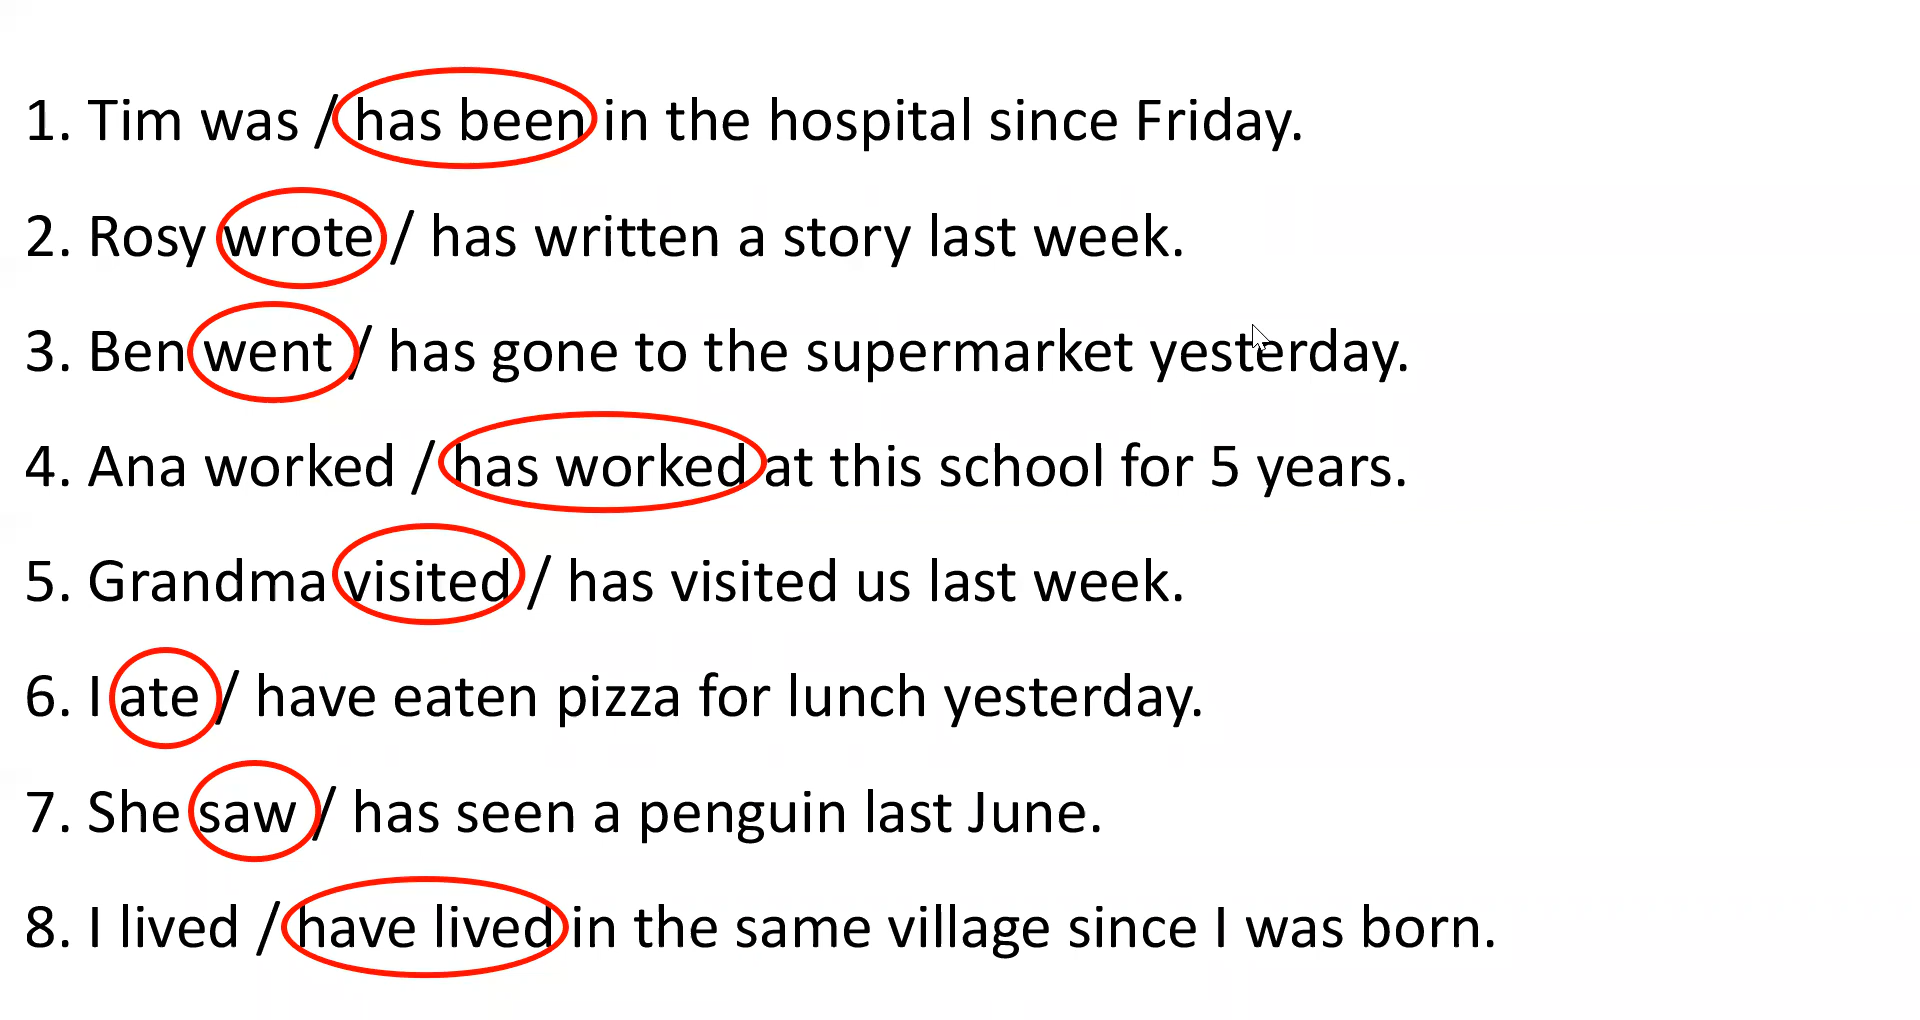 1. Tim was / has been in the hospital since Friday.
2. Rosy wrote / has written a story last week.
3. Ben went / has gone to the supermarket yesterday.
4. Ana worked / has worked at this school for 5 years.
5. Grandma visited / has visited us last week.
6. I ate / have eaten pizza for lunch yesterday.
7. She saw / has seen a penguin last June.
8. I lived / have lived in the same village since I was born.